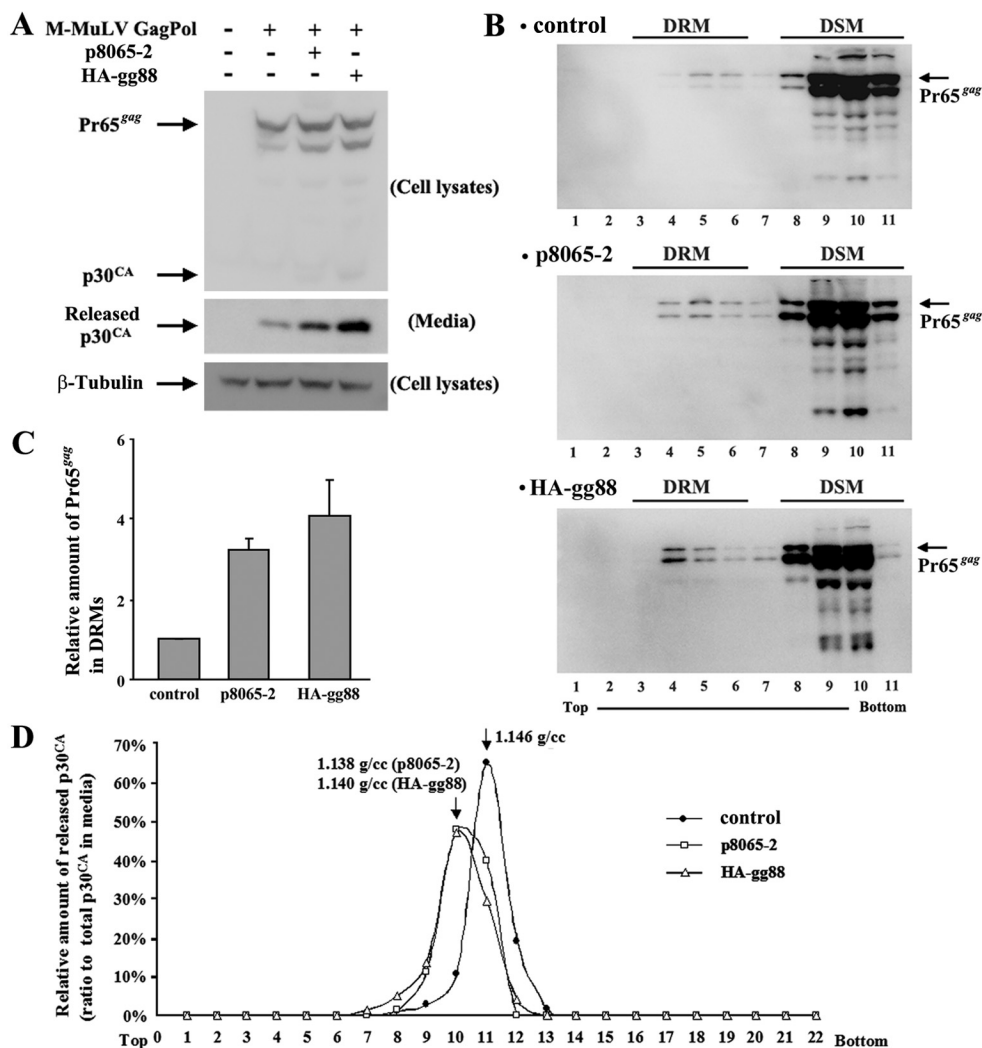 A
M-MuLV GagPol - + + +
p8065-2 - - + -
HA-gg88 - - - +
Pr65gag
(Cell lysates)
p30CA
Released
p30CA
(Media)
β-Tubulin
(Cell lysates)
B
• control
DRM DSM
Pr65gag
1 2 3 4 5 6 7 8 9 10 11
• p8065-2
DRM DSM
Pr65gag
1 2 3 4 5 6 7 8 9 10 11
• HA-gg88
DRM DSM
Pr65gag
1 2 3 4 5 6 7 8 9 10 11
Top Bottom
C
Relative amount of Pr65gag
in DRMs
6
4
2
0
control p8065-2 HA-gg88
D
Relative amount of released p30CA
(ratio to total p30CA in media)
70%
60%
50%
40%
30%
20%
10%
0%
1.138 g/cc (p8065-2)
1.140 g/cc (HA-gg88)
1.146 g/cc
control
p8065-2
HA-gg88
Top 0 1 2 3 4 5 6 7 8 9 10 11 12 13 14 15 16 17 18 19 20 21 22 Bottom